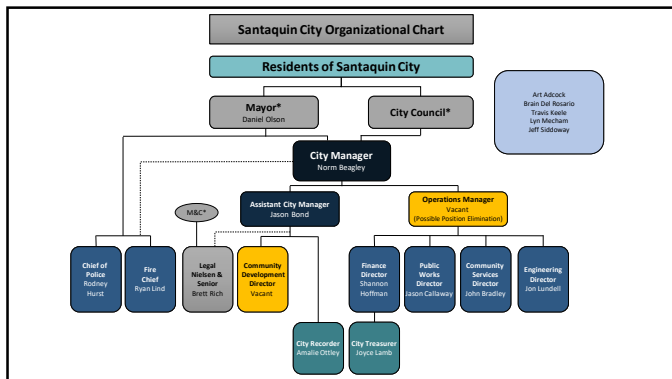 Santaquin City Organizational Chart
Residents of Santaquin City
Mayor*
Daniel Olson
City Council*
Art Adcock
Brain Del Rosario
Travis Keele
Lyn Mecham
Jeff Siddoway
City Manager
Norm Beagley
Assistant City Manager
Jason Bond
Operations Manager
Vacant
(Possible Position Elimination)
M&C*
Chief of
Police
Rodney
Hurst
Fire
Chief
Ryan Lind
Legal
Nielsen &
Senior
Brett Rich
Community
Development
Director
Vacant
Finance
Director
Shannon
Hoffman
Public
Works
Director
Jason Callaway
Community
Services
Director
John Bradley
Engineering
Director
Jon Lundell
City Recorder
Amalie Ottley
City Treasurer
Joyce Lamb